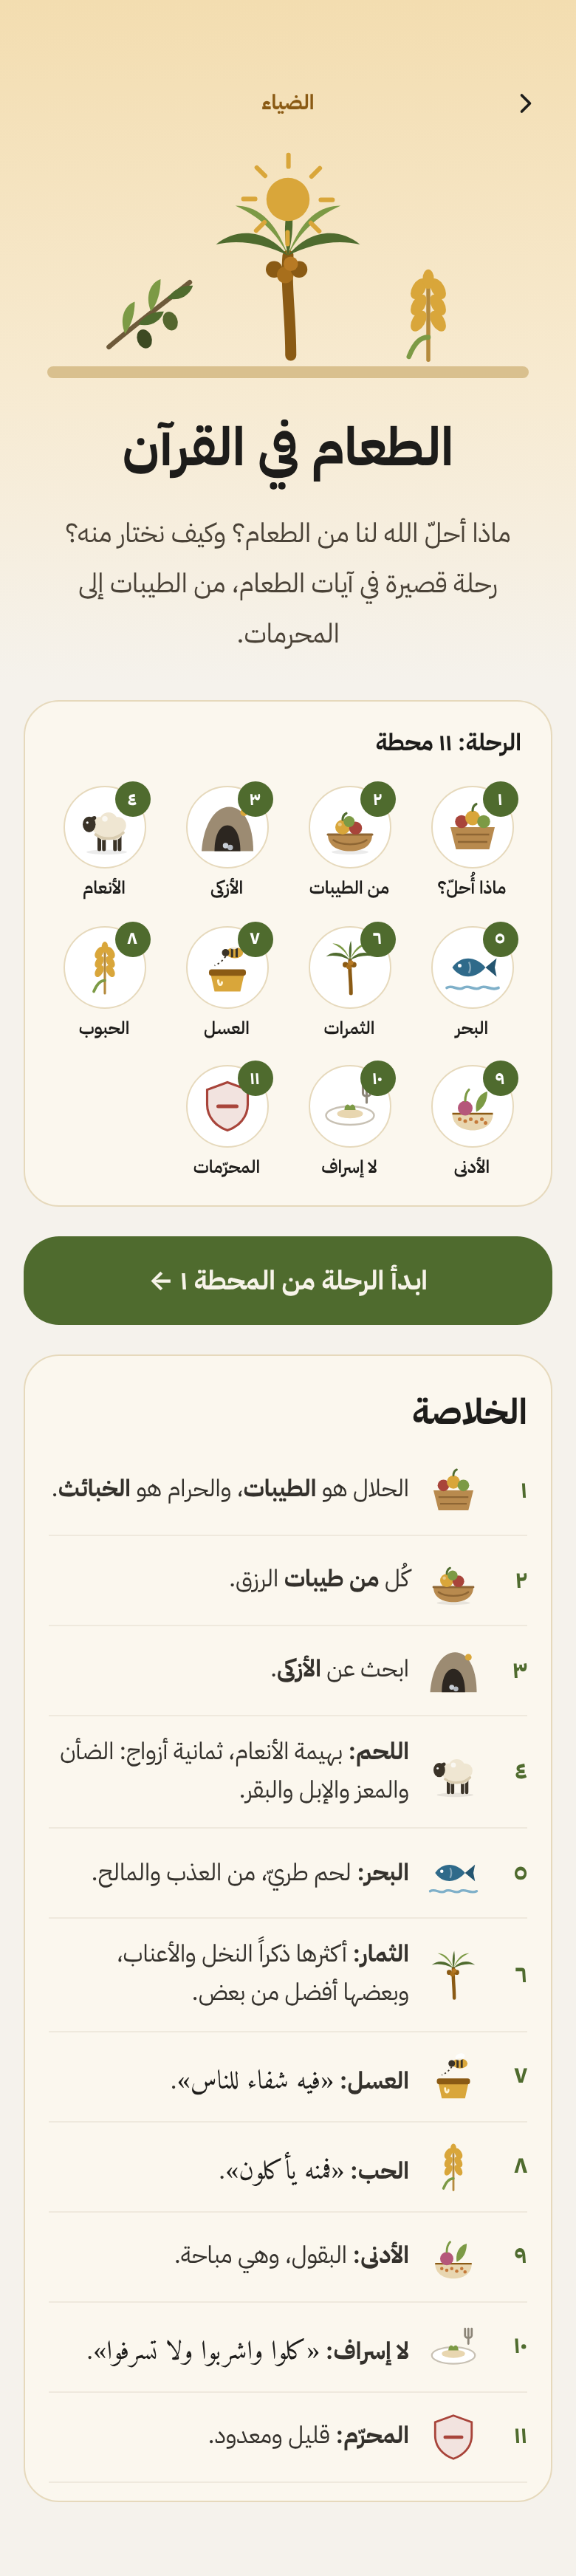 الضياء
الطعام في القرآن
ماذا أحلّ الله لنا من الطعام؟ وكيف نختار منه؟
رحلة قصيرة في آيات الطعام، من الطيبات إلى
المحرمات.
الرحلة: ١١ محطة
١
٢
٣
٤
ماذا أُحلّ؟
من الطيبات
الأزكى
الأنعام
٥
٦
٧
٨
البحر
الثمرات
العسل
الحبوب
٩
١٠
١١
الأدنى
لا إسراف
المحرّمات
ابدأ الرحلة من المحطة ١ ←
الخلاصة
١ الحلال هو الطيبات، والحرام هو الخبائث.
٢ كُل من طيبات الرزق.
٣ ابحث عن الأزكى.
٤ اللحم: بهيمة الأنعام، ثمانية أزواج: الضأن
والمعز والإبل والبقر.
٥ البحر: لحم طريّ، من العذب والمالح.
٦ الثمار: أكثرها ذكراً النخل والأعناب،
وبعضها أفضل من بعض.
٧ العسل: «فيه شفاء للناس».
٨ الحب: «فمنه يأكلون».
٩ الأدنى: البقول، وهي مباحة.
١٠ لا إسراف: «كلوا واشربوا ولا تسرفوا».
١١ المحرّم: قليل ومعدود.